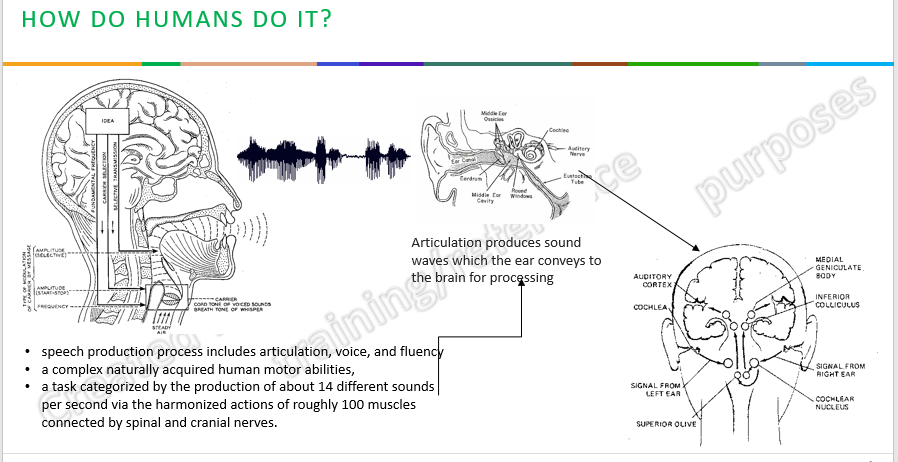 HOW DO HUMANS DO IT?
IDEA
FUNDAMENTAL FREQUENCY
CARRIER SELECTION
SELECTIVE TRANSMISSION
TYPE OF MODULATION
OF CARRIER BY MESSAGE
AMPLITUDE
(SELECTIVE)
AMPLITUDE
(START-STOP)
FREQUENCY
CARRIER
CORD TONE OF VOICED SOUNDS
BREATH TONE OF WHISPER
STEADY
AIR
Middle Ear
Ossicles
Cochlea
Auditory
Nerve
Ear Canal
Eardrum
Eustachian
Tube
Middle Ear
Cavity
Round
Windows
Articulation produces sound
waves which the ear conveys to
the brain for processing
AUDITORY
CORTEX
COCHLEA
MEDIAL
GENICULATE
BODY
INFERIOR
COLLICULUS
SIGNAL FROM
RIGHT EAR
SIGNAL FROM
LEFT EAR
COCHLEAR
NUCLEUS
SUPERIOR OLIVE
• speech production process includes articulation, voice, and fluency
• a complex naturally acquired human motor abilities,
• a task categorized by the production of about 14 different sounds
per second via the harmonized actions of roughly 100 muscles
connected by spinal and cranial nerves.
purposes